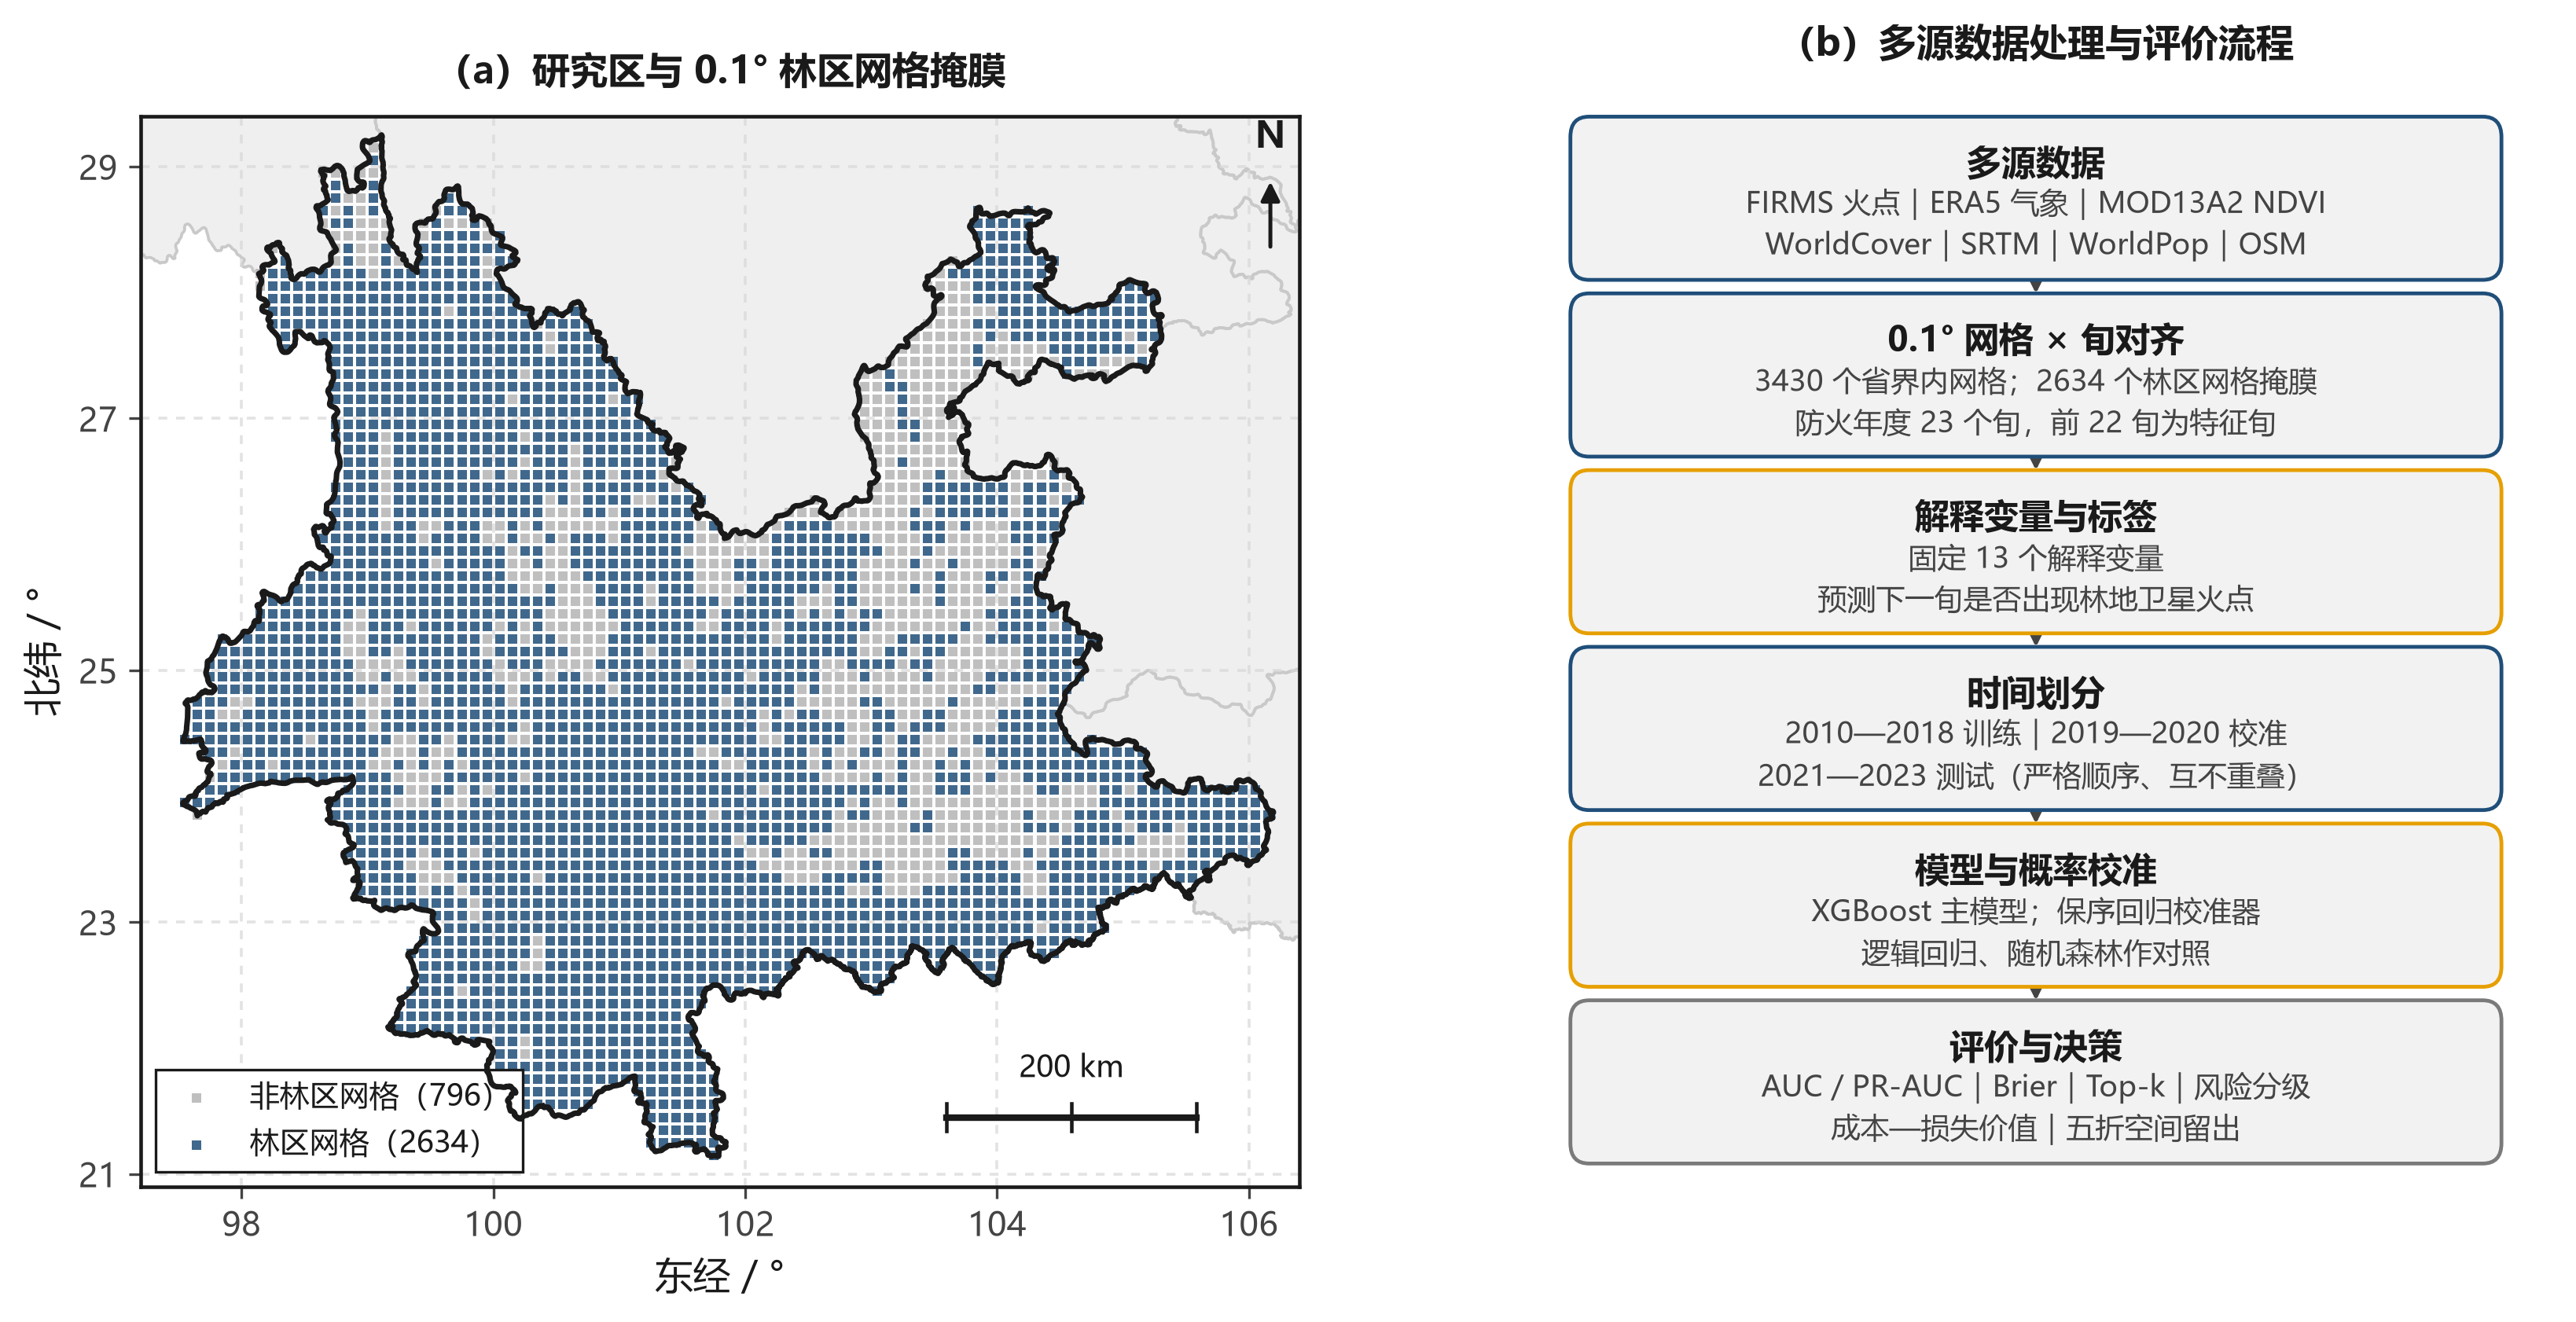 (a) 研究区与 0.1° 林区网格掩膜
N
29
27
25
23
21
北纬 / °
98
100
102
104
106
东经 / °
200 km
非林区网格（796）
林区网格（2634）
(b) 多源数据处理与评价流程
多源数据
FIRMS 火点 | ERA5 气象 | MOD13A2 NDVI
WorldCover | SRTM | WorldPop | OSM
0.1° 网格 × 旬对齐
3430 个省界内网格；2634 个林区网格掩膜
防火年度 23 个旬，前 22 旬为特征旬
解释变量与标签
固定 13 个解释变量
预测下一旬是否出现林地卫星火点
时间划分
2010—2018 训练 | 2019—2020 校准
2021—2023 测试（严格顺序、互不重叠）
模型与概率校准
XGBoost 主模型；保序回归校准器
逻辑回归、随机森林作对照
评价与决策
AUC / PR-AUC | Brier | Top-k | 风险分级
成本—损失价值 | 五折空间留出